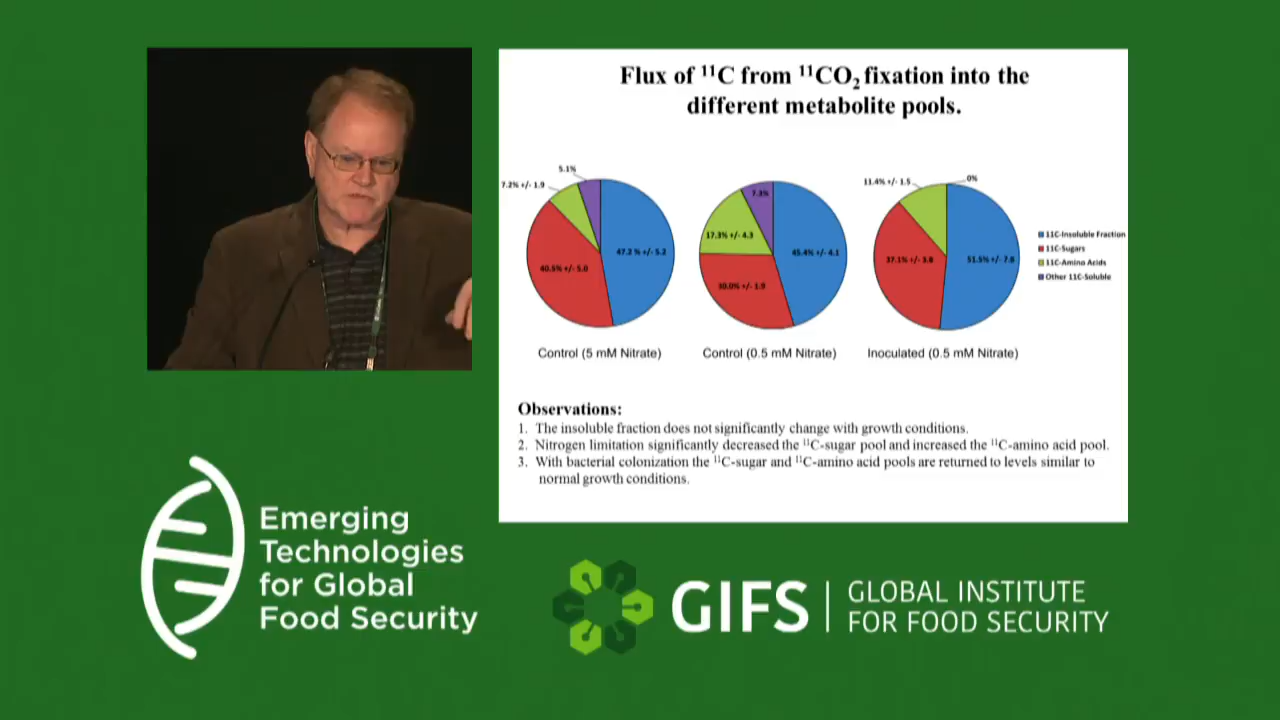 Flux of ¹¹C from ¹¹CO₂ fixation into the
different metabolite pools.
5.1%
7.2% +/- 1.9
47.2 % +/- 5.2
40.5% +/- 5.0
Control (5 mM Nitrate)
7.3%
17.3% +/- 4.3
45.4% +/- 4.1
30.0% +/- 1.9
Control (0.5 mM Nitrate)
11.4% +/- 1.5
0%
37.1% +/- 3.8
51.5% +/- 7.8
Inoculated (0.5 mM Nitrate)
11C-Insoluble Fraction
11C-Sugars
11C-Amino Acids
Other 11C-Soluble
Observations:
1. The insoluble fraction does not significantly change with growth conditions.
2. Nitrogen limitation significantly decreased the ¹¹C-sugar pool and increased the ¹¹C-amino acid pool.
3. With bacterial colonization the ¹¹C-sugar and ¹¹C-amino acid pools are returned to levels similar to
normal growth conditions.
Emerging
Technologies
for Global
Food Security
GIFS
GLOBAL INSTITUTE
FOR FOOD SECURITY